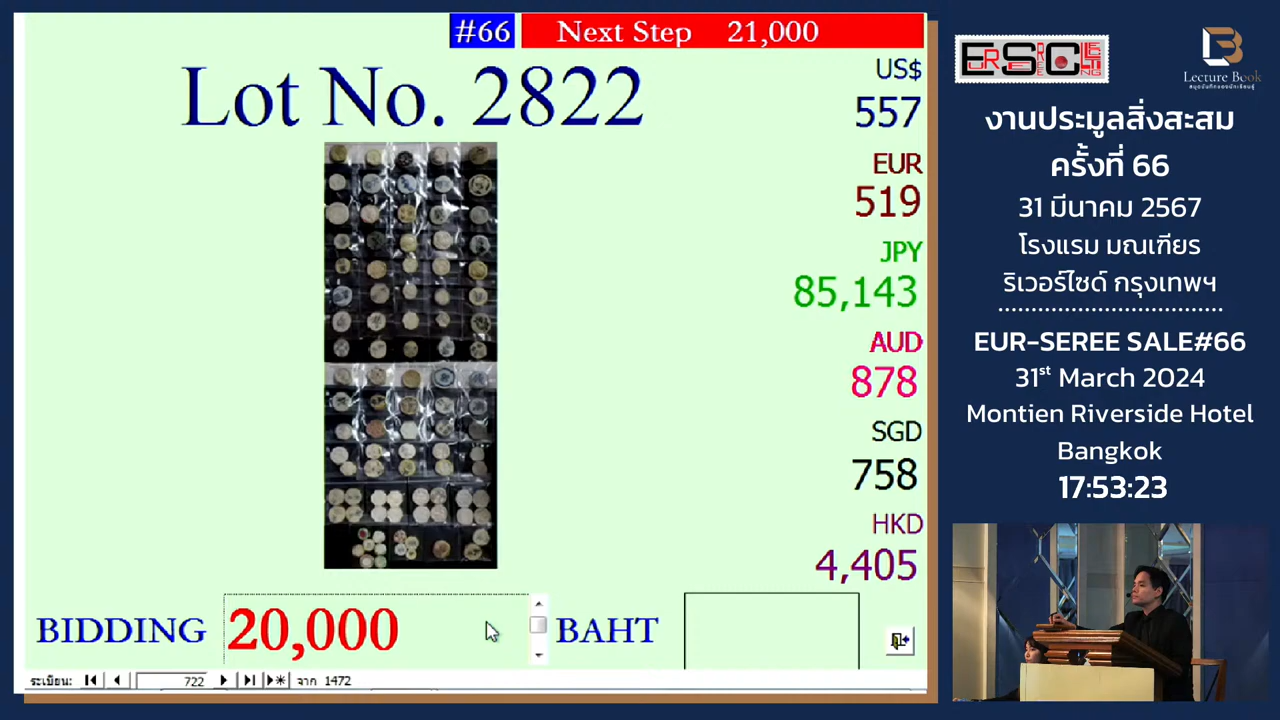 #66
Next Step 21,000
Lot No. 2822
US$
557
EUR
519
JPY
85,143
AUD
878
SGD
758
HKD
4,405
BIDDING 20,000 BAHT
ระเบียน: 722 จาก 1472
Lecture Book
งานประมูลสิ่งสะสม
ครั้งที่ 66
31 มีนาคม 2567
โรงแรม มณเฑียร
ริเวอร์ไซด์ กรุงเทพฯ
EUR-SEREE SALE#66
31st March 2024
Montien Riverside Hotel
Bangkok
17:53:23